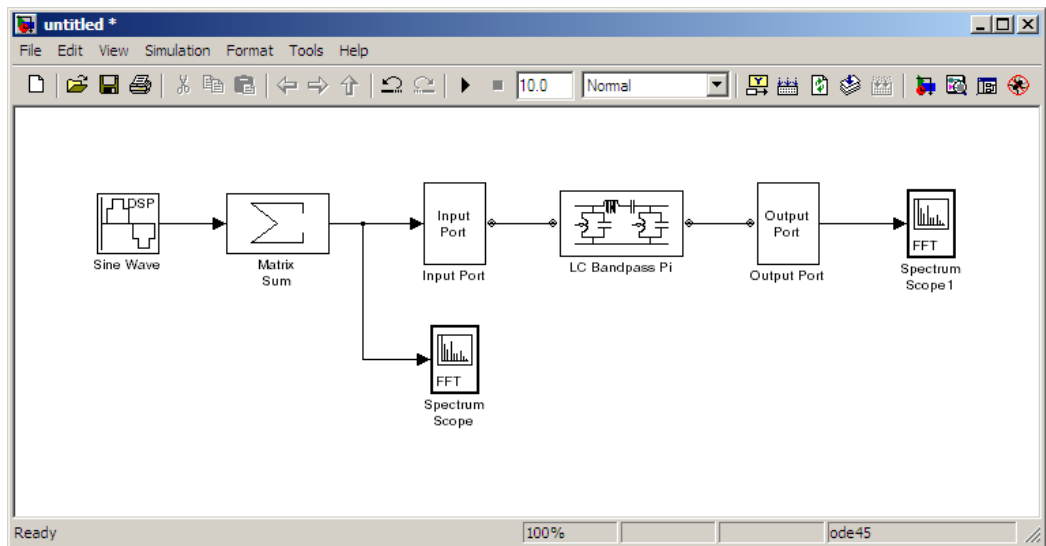 untitled *
File Edit View Simulation Format Tools Help
10.0 Normal
DSP
Sine Wave
Matrix
Sum
Input
Port
Input Port
LC Bandpass Pi
Output
Port
Output Port
FFT
Spectrum
Scope1
FFT
Spectrum
Scope
Ready 100% ode45